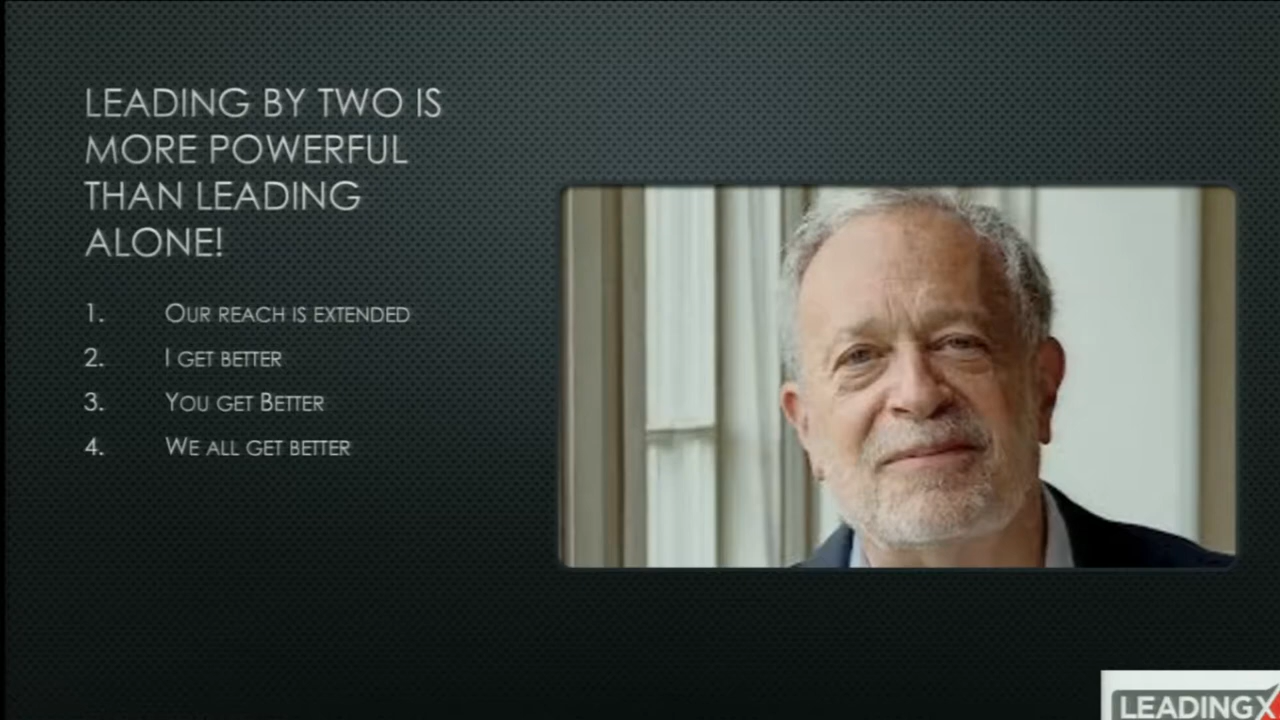 LEADING BY TWO IS
MORE POWERFUL
THAN LEADING
ALONE!
1. OUR REACH IS EXTENDED
2. I GET BETTER
3. YOU GET BETTER
4. WE ALL GET BETTER
LEADINGX